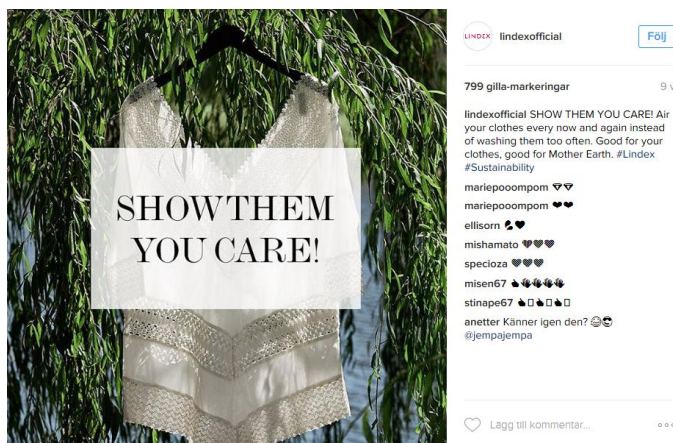 SHOW THEM
YOU CARE!
LINDEX
lindexofficial
Följ
799 gilla-markeringar
9 v
lindexofficial SHOW THEM YOU CARE! Air
your clothes every now and again instead
of washing them too often. Good for your
clothes, good for Mother Earth. #Lindex
#Sustainability
mariepooompom
mariepooompom
ellisorn
mishamato
specioza
misen67
stinape67
anetter Känner igen den? 😂😎
@jempajempa
Lägg till kommentar...